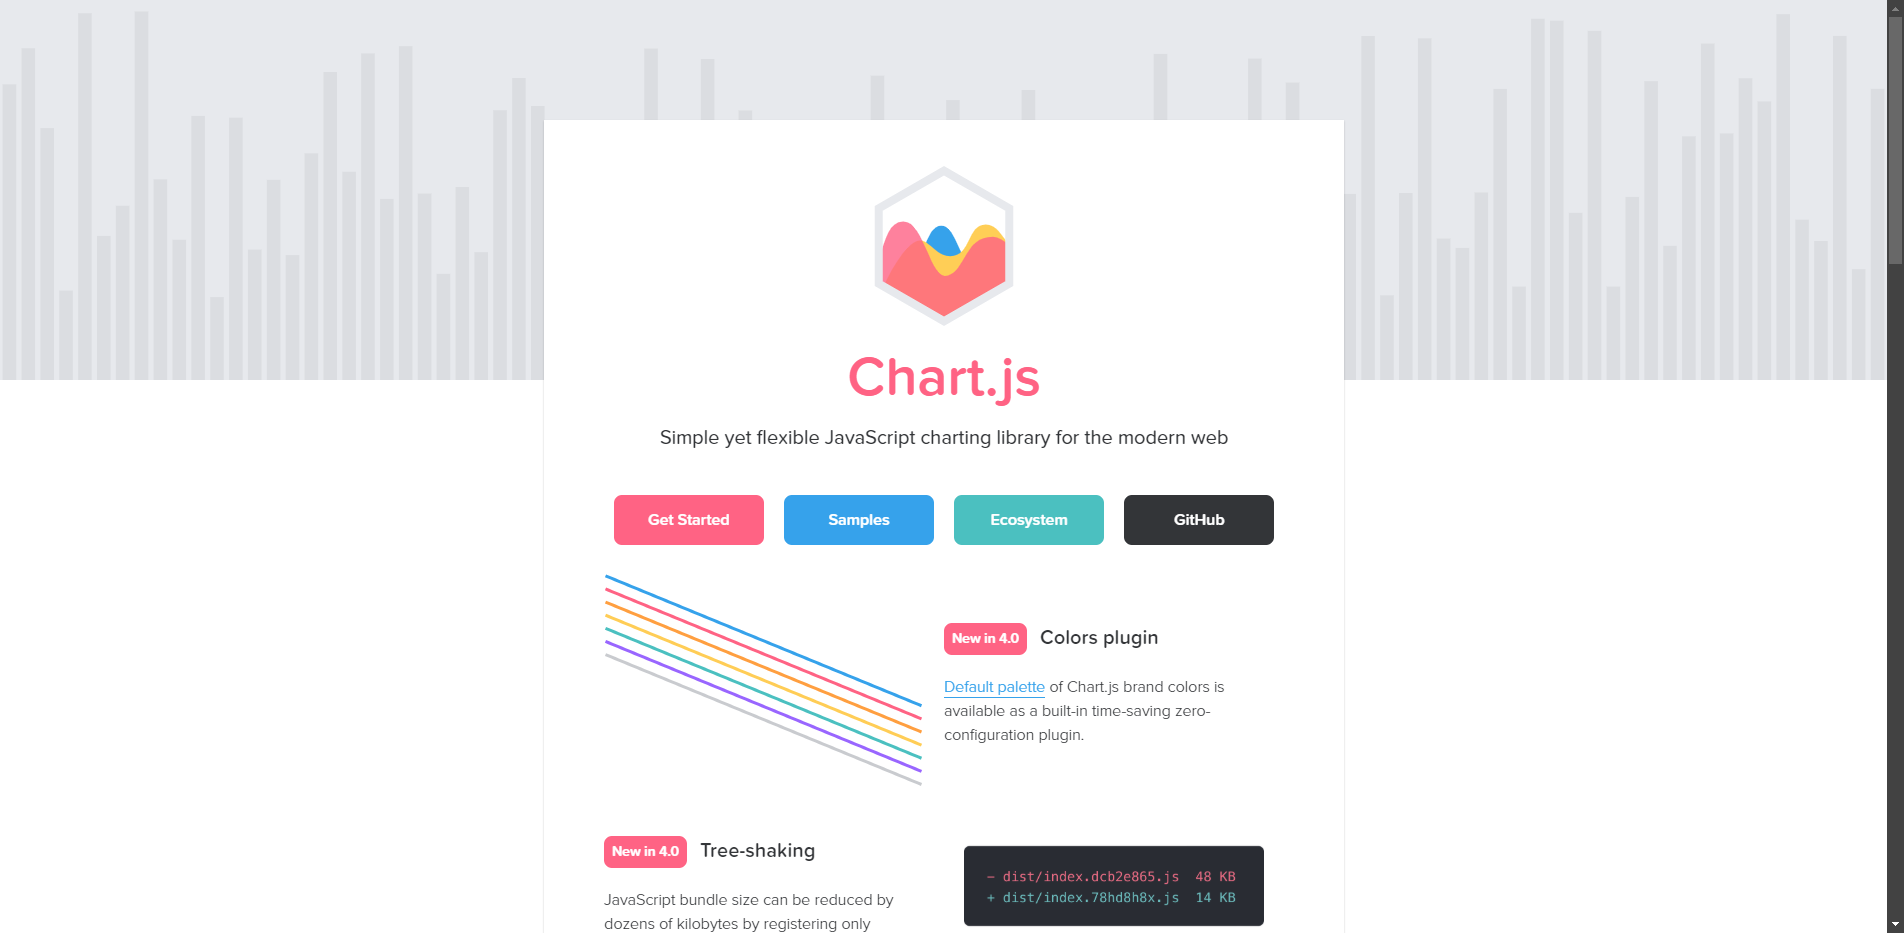 Chart.js
Simple yet flexible JavaScript charting library for the modern web
Get Started
Samples
Ecosystem
GitHub
New in 4.0 Colors plugin
Default palette of Chart.js brand colors is
available as a built-in time-saving zero-
configuration plugin.
New in 4.0 Tree-shaking
JavaScript bundle size can be reduced by
dozens of kilobytes by registering only
− dist/index.dcb2e865.js 48 KB
+ dist/index.78hd8h8x.js 14 KB